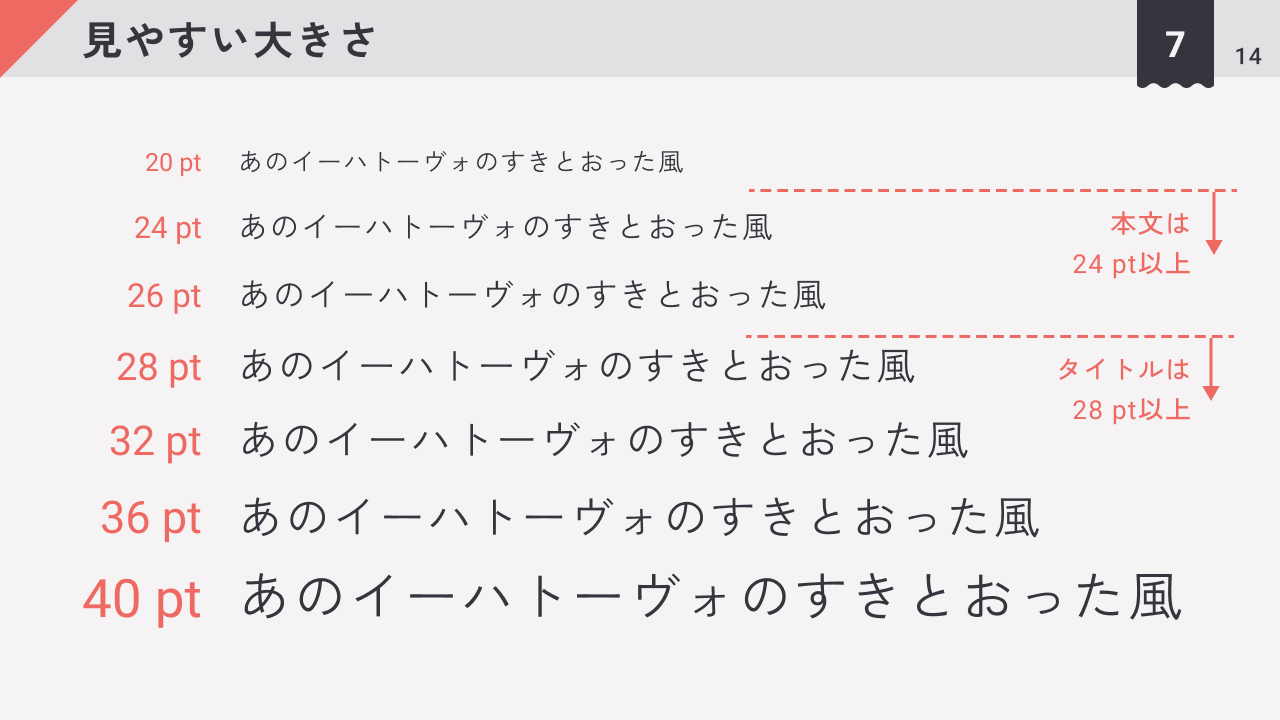 見やすい大きさ
7
14
20 pt あのイーハトーヴォのすきとおった風
24 pt あのイーハトーヴォのすきとおった風
本文は
24 pt以上
26 pt あのイーハトーヴォのすきとおった風
28 pt あのイーハトーヴォのすきとおった風
タイトルは
28 pt以上
32 pt あのイーハトーヴォのすきとおった風
36 pt あのイーハトーヴォのすきとおった風
40 pt あのイーハトーヴォのすきとおった風